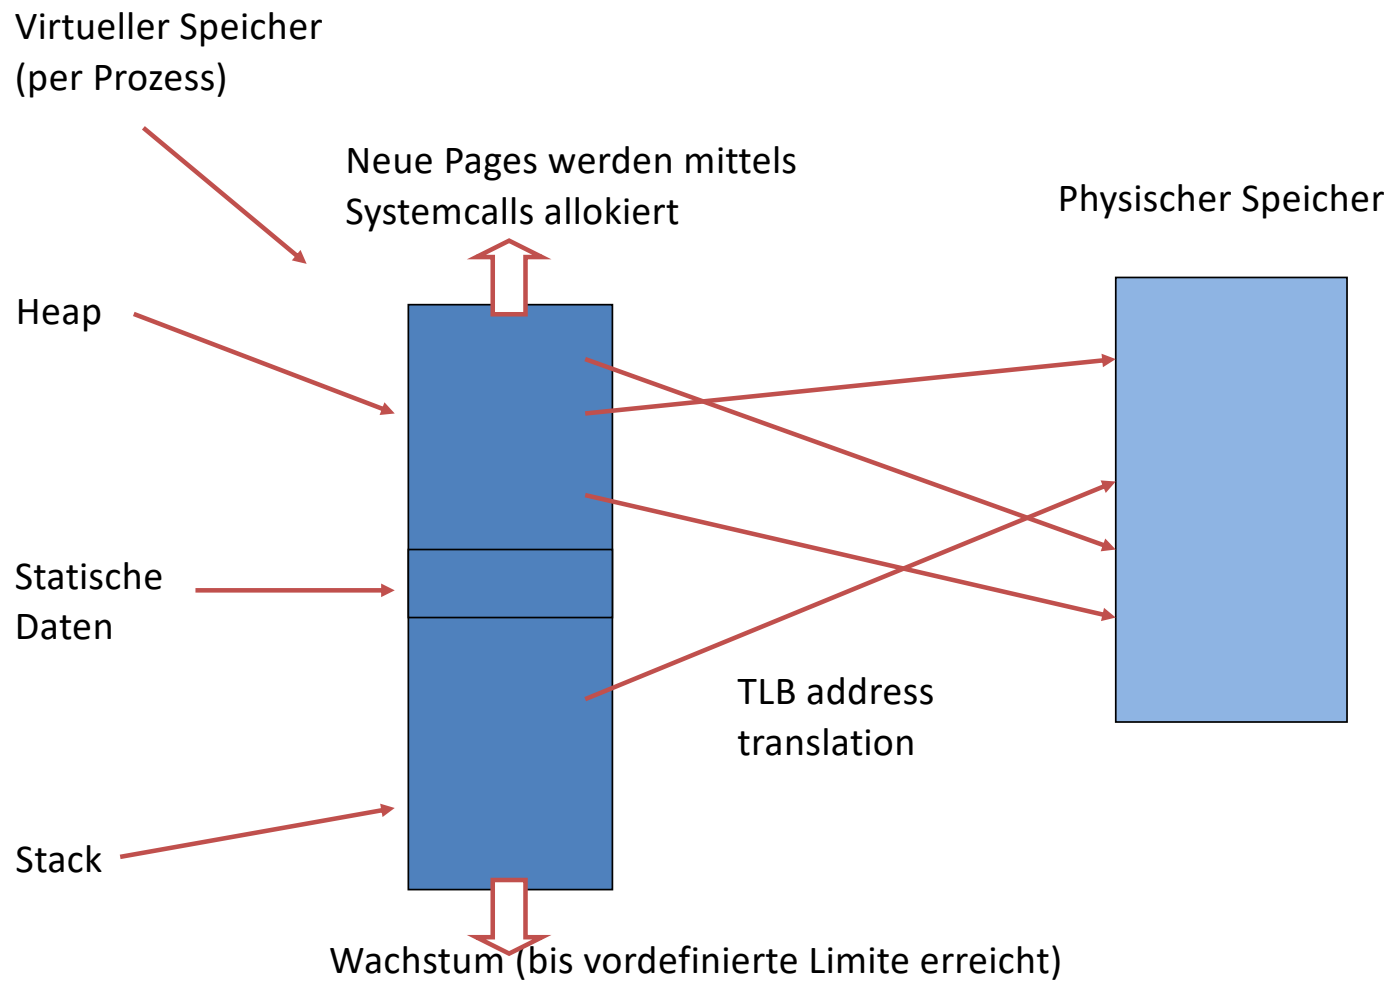 Virtueller Speicher
(per Prozess)
Neue Pages werden mittels
Systemcalls allokiert
Physischer Speicher
Heap
Statische
Daten
TLB address
translation
Stack
Wachstum (bis vordefinierte Limite erreicht)